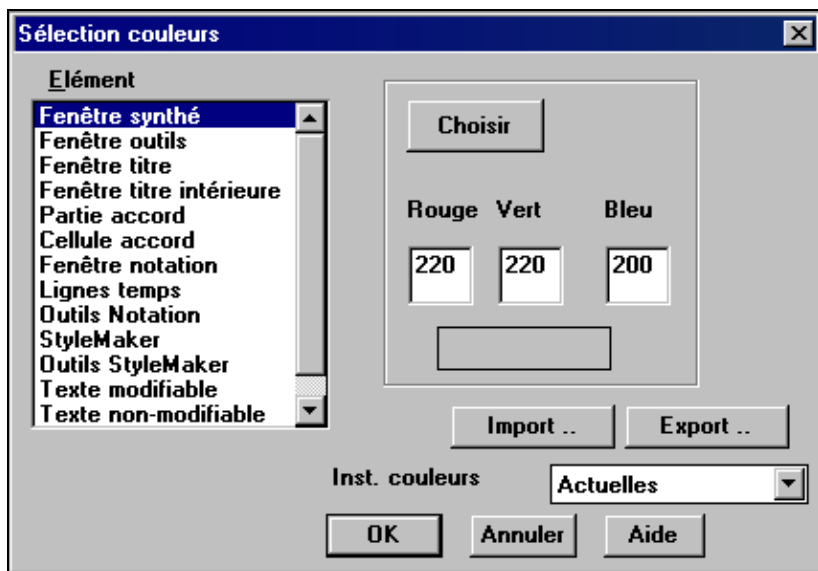 Sélection couleurs
Elément
Fenêtre synthé
Fenêtre outils
Fenêtre titre
Fenêtre titre intérieure
Partie accord
Cellule accord
Fenêtre notation
Lignes temps
Outils Notation
StyleMaker
Outils StyleMaker
Texte modifiable
Texte non-modifiable
Choisir
Rouge Vert Bleu
220 220 200
Import .. Export ..
Inst. couleurs Actuelles
OK Annuler Aide